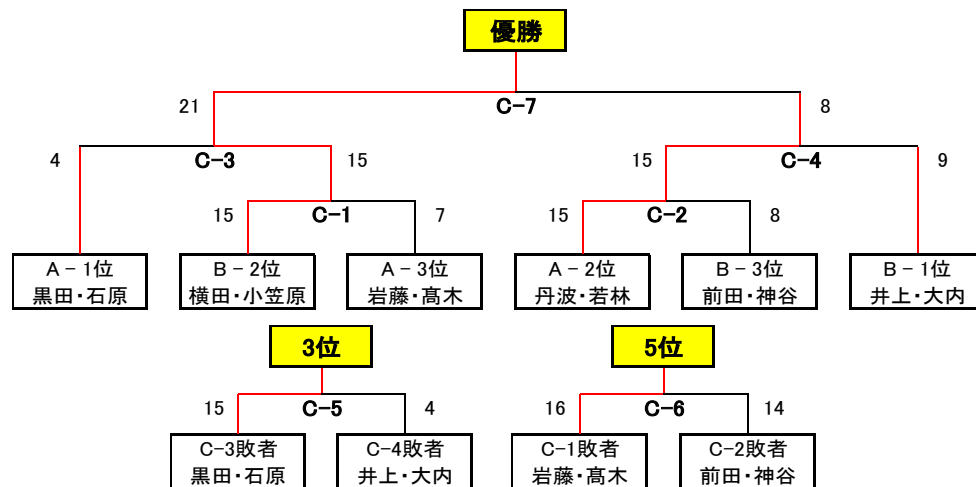 優勝
21 C-7 8
4 C-3 15 15 C-4 9
15 C-1 7 15 C-2 8
A-1位 B-2位 A-3位 A-2位 B-3位 B-1位
黒田・石原 横田・小笠原 岩藤・髙木 丹波・若林 前田・神谷 井上・大内
3位 5位
15 C-5 4 16 C-6 14
C-3敗者 C-4敗者 C-1敗者 C-2敗者
黒田・石原 井上・大内 岩藤・髙木 前田・神谷